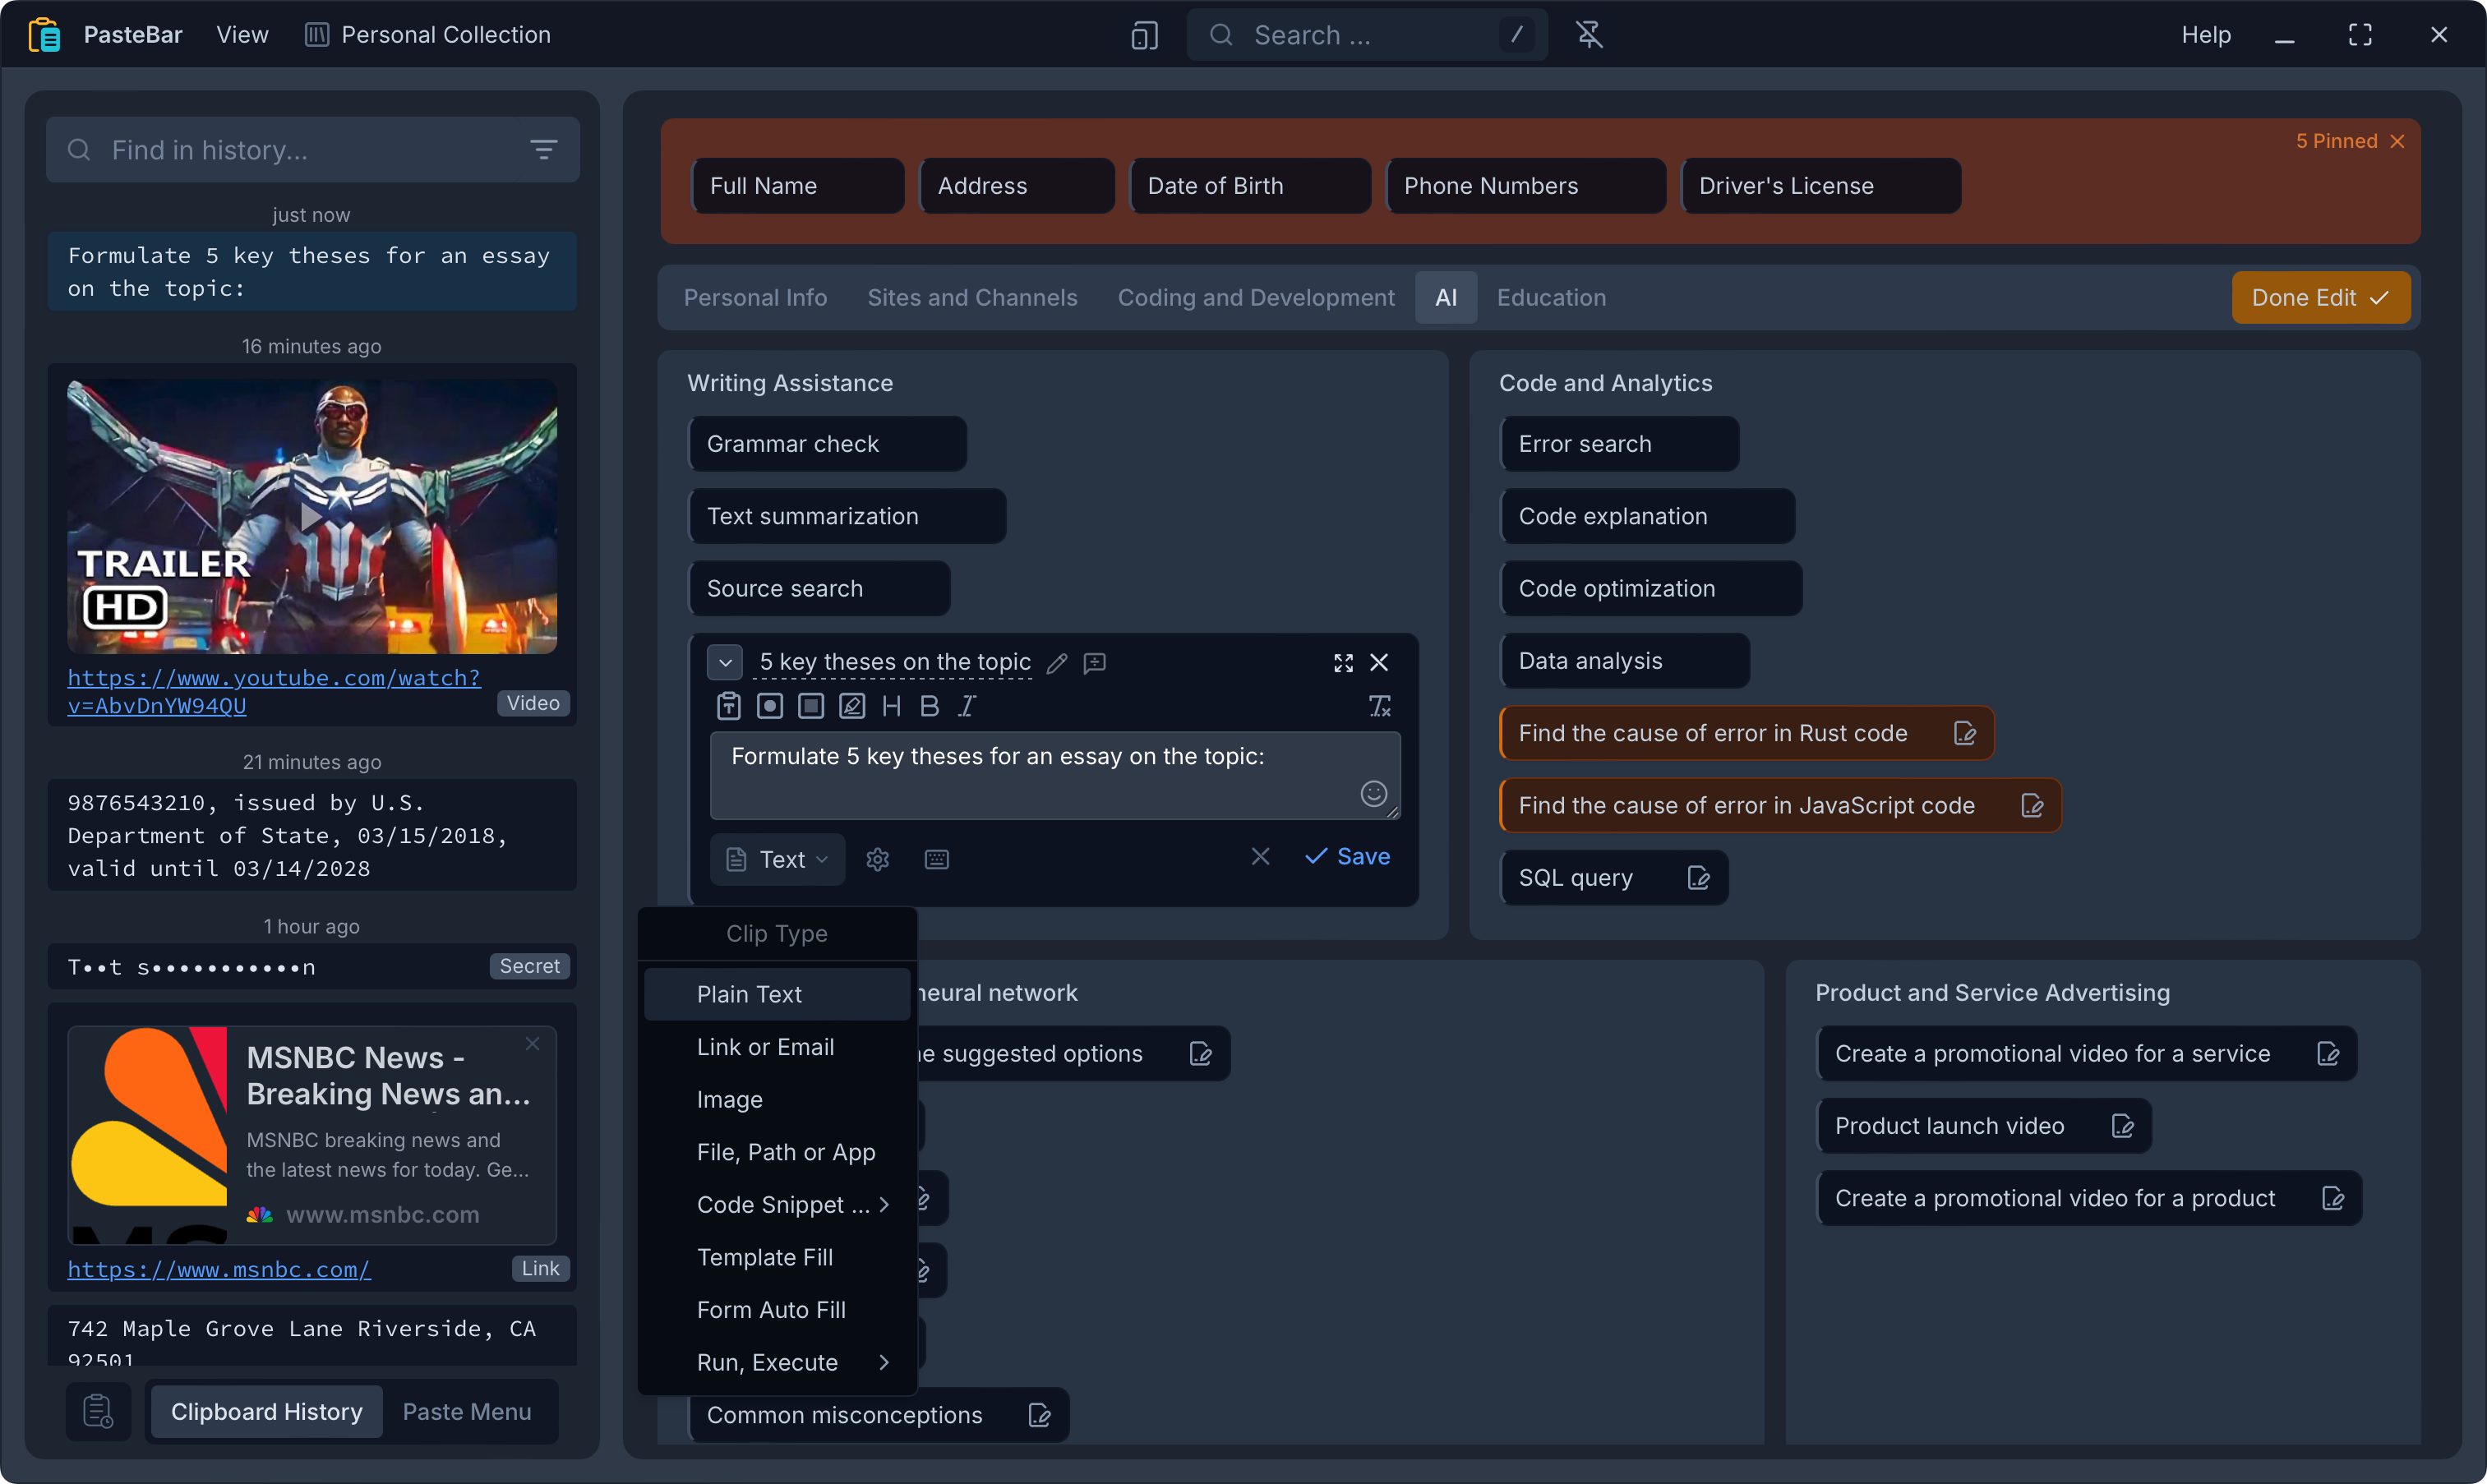 PasteBar View Personal Collection Search ... / Help
Find in history...
just now
Formulate 5 key theses for an essay
on the topic:
16 minutes ago
TRAILER
HD
https://www.youtube.com/watch?
v=AbvDnYW94QU
Video
21 minutes ago
9876543210, issued by U.S.
Department of State, 03/15/2018,
valid until 03/14/2028
1 hour ago
T••t s•••••••••••n
Secret
MSNBC News -
Breaking News an...
MSNBC breaking news and
the latest news for today. Ge...
www.msnbc.com
https://www.msnbc.com/
Link
742 Maple Grove Lane Riverside, CA
92501
Clipboard History
Paste Menu
5 Pinned
Full Name
Address
Date of Birth
Phone Numbers
Driver's License
Personal Info
Sites and Channels
Coding and Development
AI
Education
Done Edit
Writing Assistance
Grammar check
Text summarization
Source search
5 key theses on the topic
H B I
Formulate 5 key theses for an essay on the topic:
Text
Save
Clip Type
Plain Text
Link or Email
Image
File, Path or App
Code Snippet ...
Template Fill
Form Auto Fill
Run, Execute
Code and Analytics
Error search
Code explanation
Code optimization
Data analysis
Find the cause of error in Rust code
Find the cause of error in JavaScript code
SQL query
neural network
suggested options
Common misconceptions
Product and Service Advertising
Create a promotional video for a service
Product launch video
Create a promotional video for a product